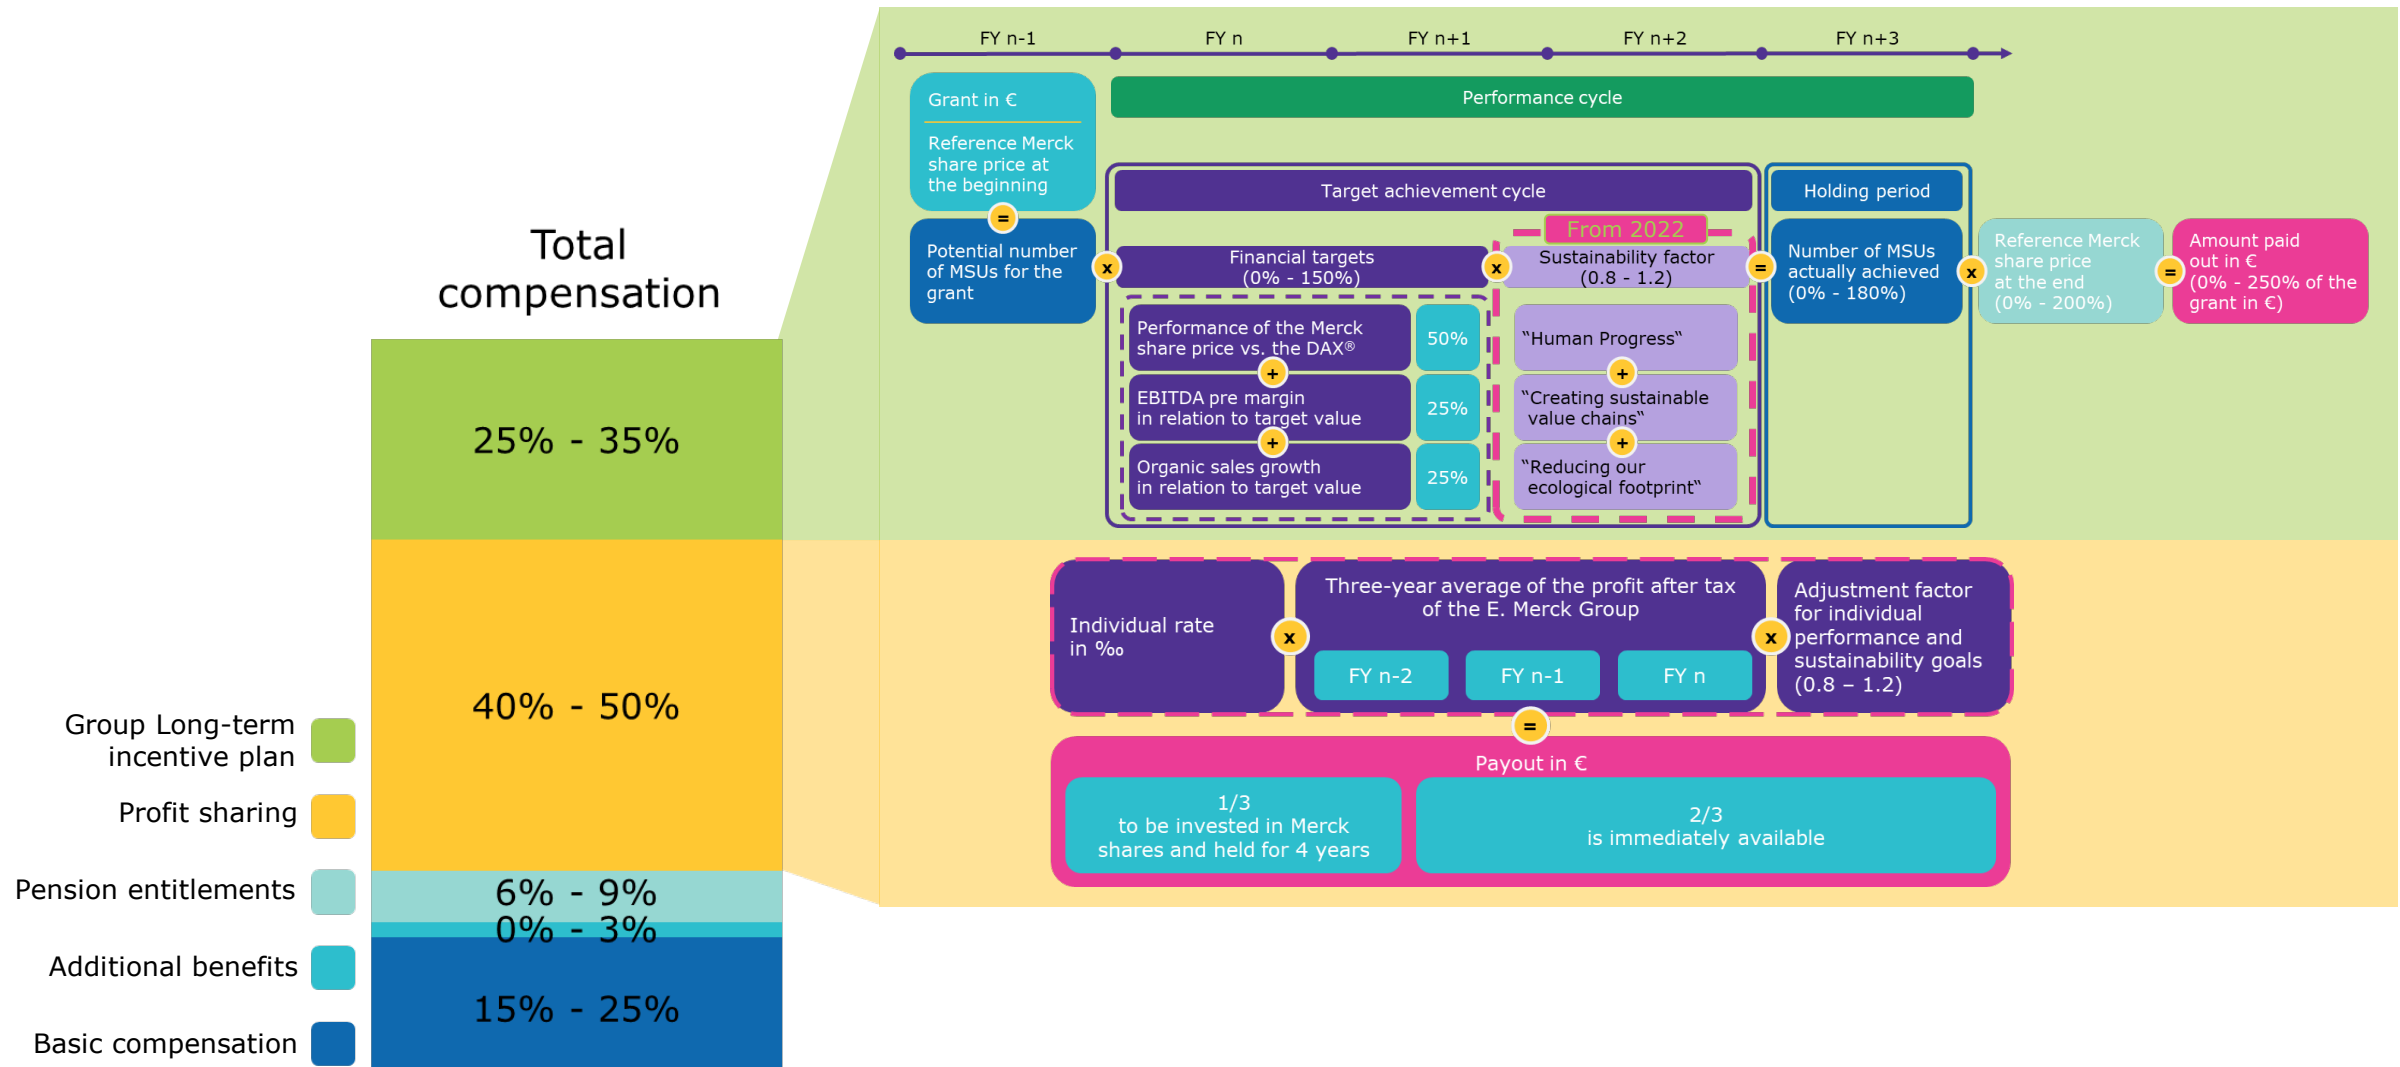 Total
compensation
25% - 35%
40% - 50%
6% - 9%
0% - 3%
15% - 25%
Group Long-term
incentive plan
Profit sharing
Pension entitlements
Additional benefits
Basic compensation
FY n-1
FY n
FY n+1
FY n+2
FY n+3
Grant in €
Reference Merck
share price at
the beginning
=
Potential number
of MSUs for the
grant
x
Performance cycle
Target achievement cycle
Financial targets
(0% - 150%)
Performance of the Merck
share price vs. the DAX®
50%
+
EBITDA pre margin
in relation to target value
25%
+
Organic sales growth
in relation to target value
25%
x
From 2022
Sustainability factor
(0.8 - 1.2)
“Human Progress“
+
“Creating sustainable
value chains“
+
“Reducing our
ecological footprint“
=
Holding period
Number of MSUs
actually achieved
(0% - 180%)
x
Reference Merck
share price
at the end
(0% - 200%)
=
Amount paid
out in €
(0% - 250% of the
grant in €)
Individual rate
in ‰
x
Three-year average of the profit after tax
of the E. Merck Group
FY n-2
FY n-1
FY n
x
Adjustment factor
for individual
performance and
sustainability goals
(0.8 – 1.2)
=
Payout in €
1/3
to be invested in Merck
shares and held for 4 years
2/3
is immediately available